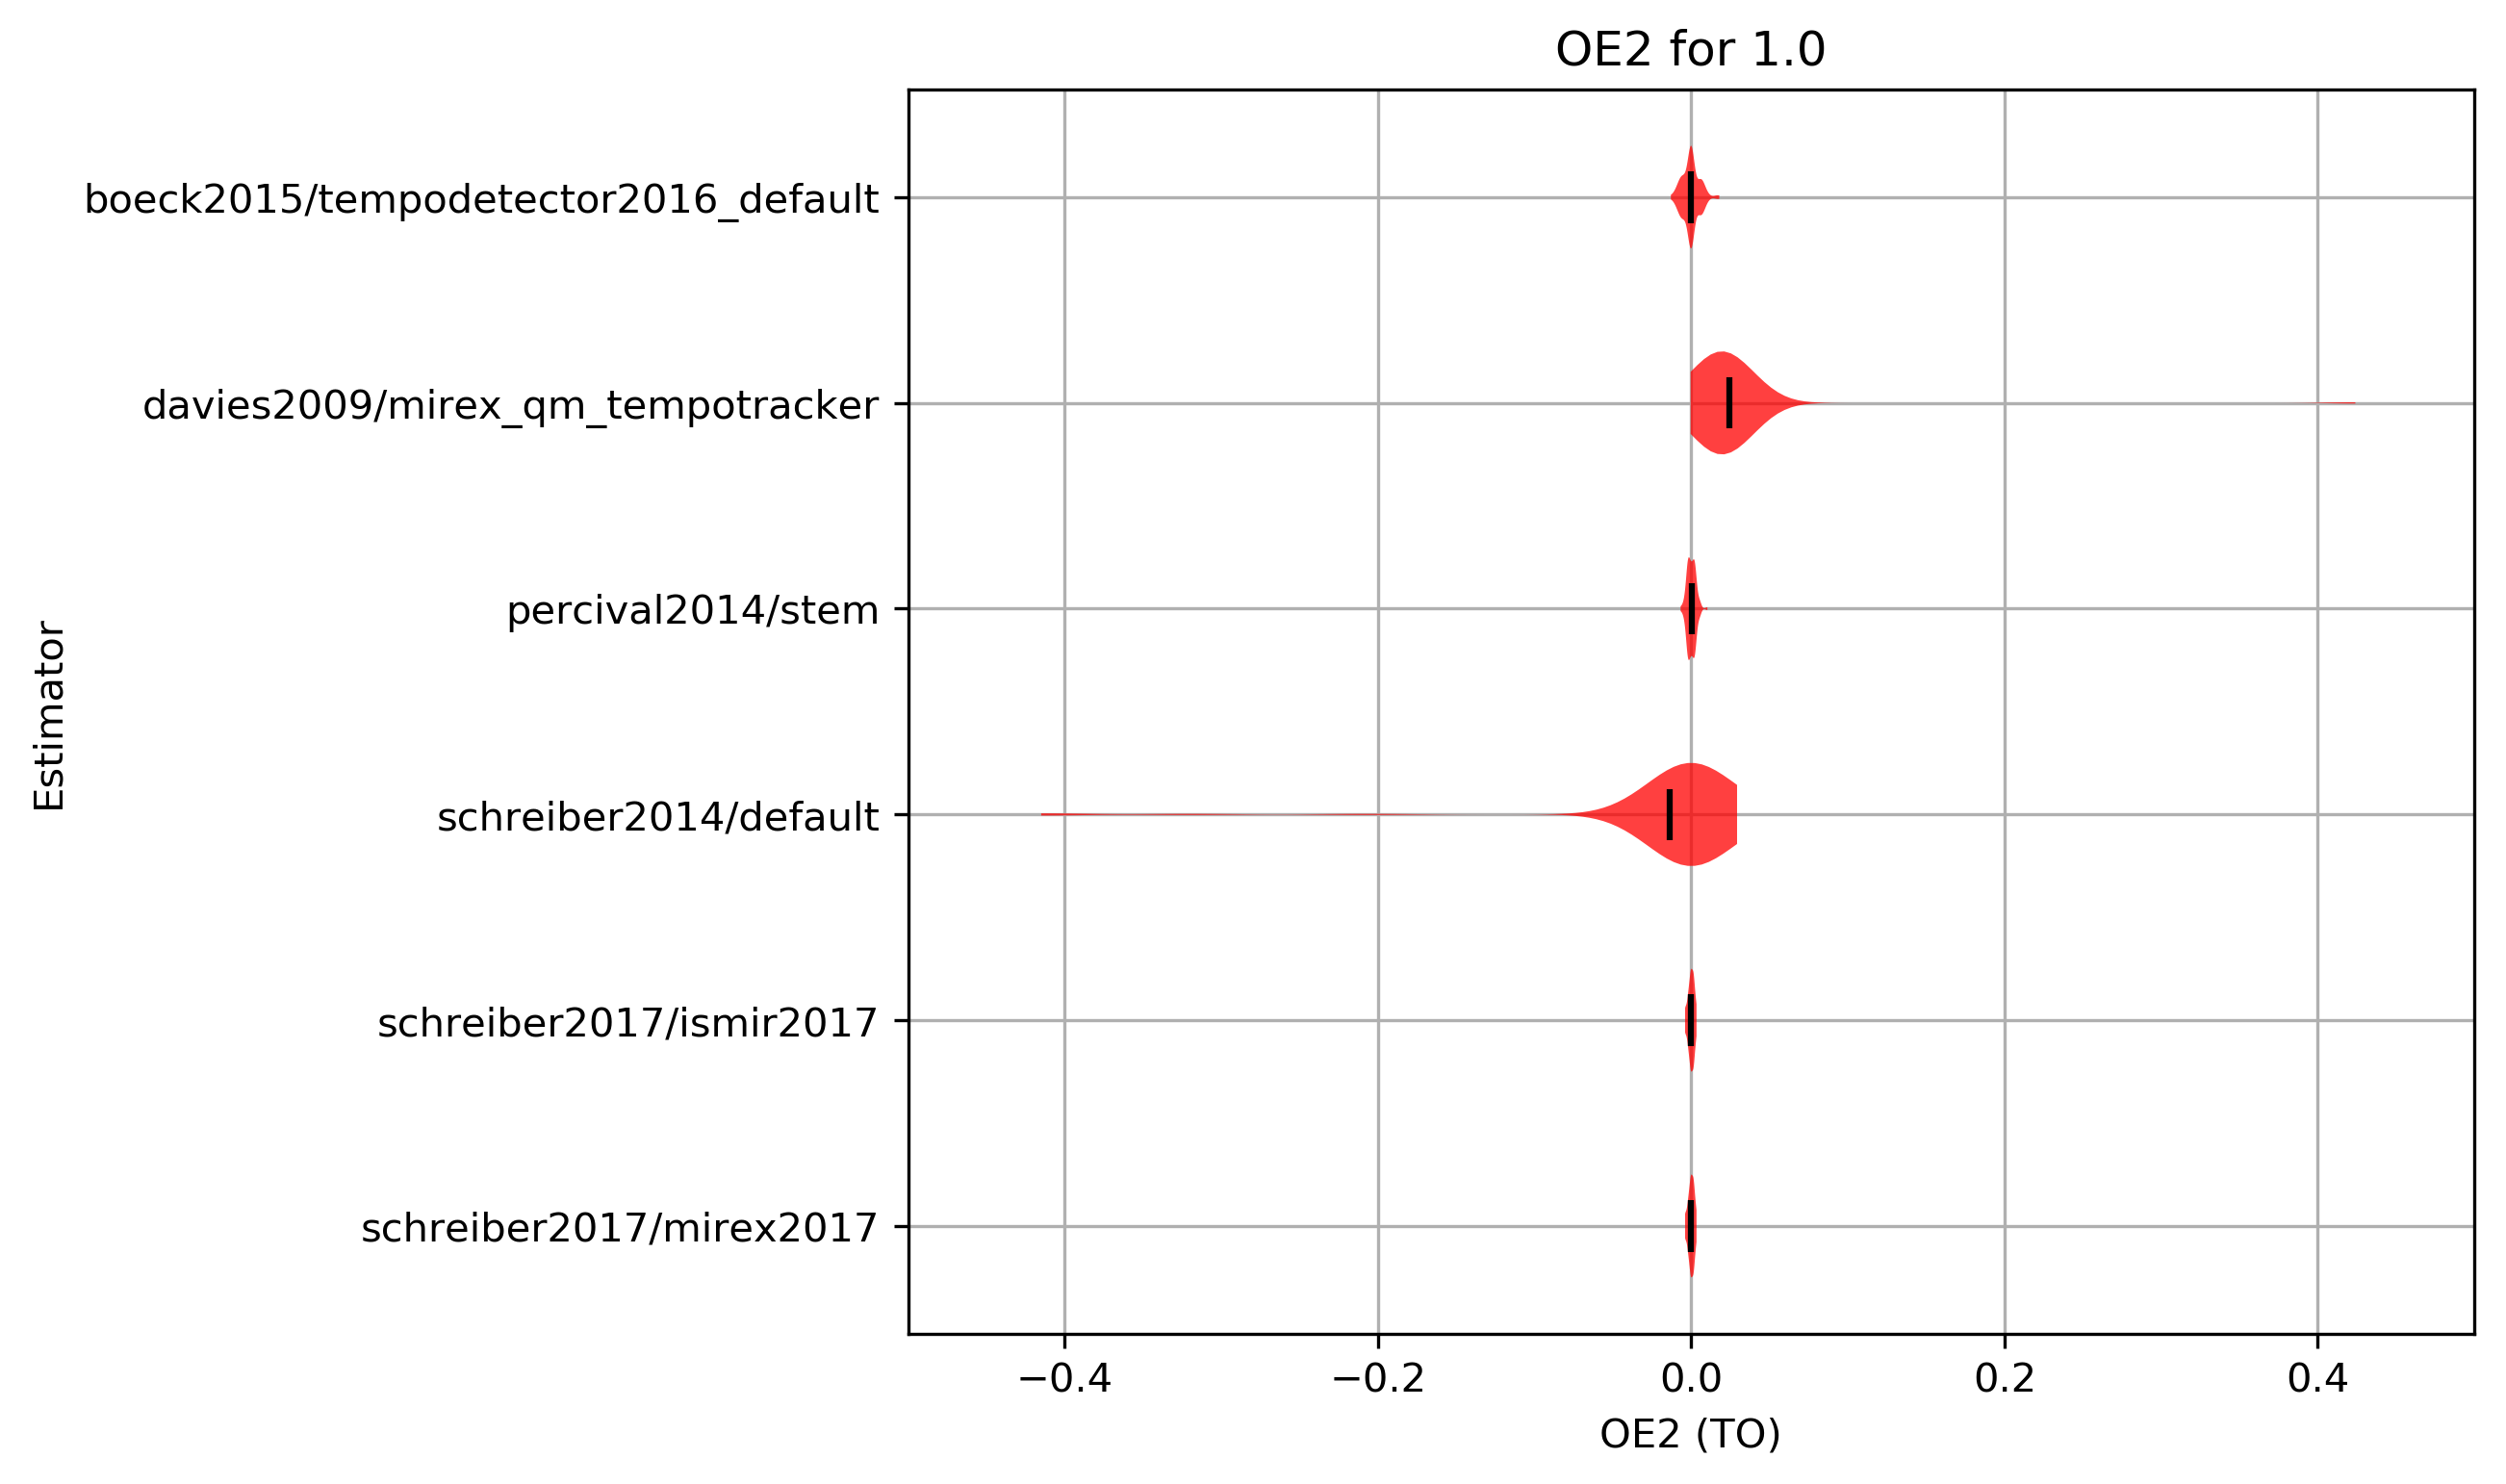 OE2 for 1.0
boeck2015/tempodetector2016_default
davies2009/mirex_qm_tempotracker
percival2014/stem
schreiber2014/default
schreiber2017/ismir2017
schreiber2017/mirex2017
Estimator
−0.4 −0.2 0.0 0.2 0.4
OE2 (TO)